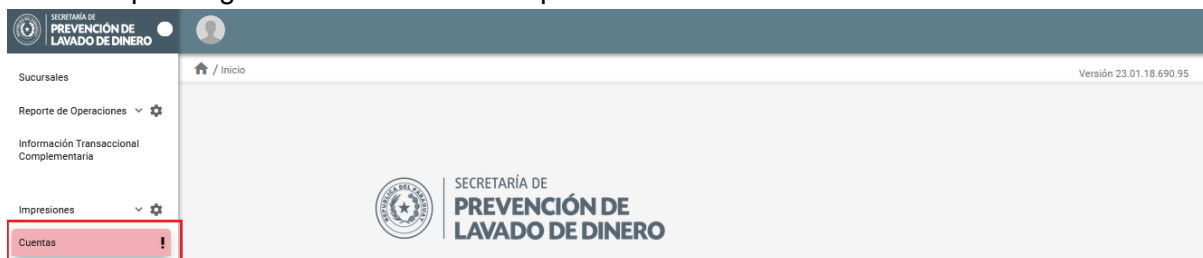 SECRETARÍA DE
PREVENCIÓN DE
LAVADO DE DINERO
/ Inicio
Versión 23.01.18.690.95
Sucursales
Reporte de Operaciones
Información Transaccional
Complementaria
Impresiones
Cuentas !
SECRETARÍA DE
PREVENCIÓN DE
LAVADO DE DINERO